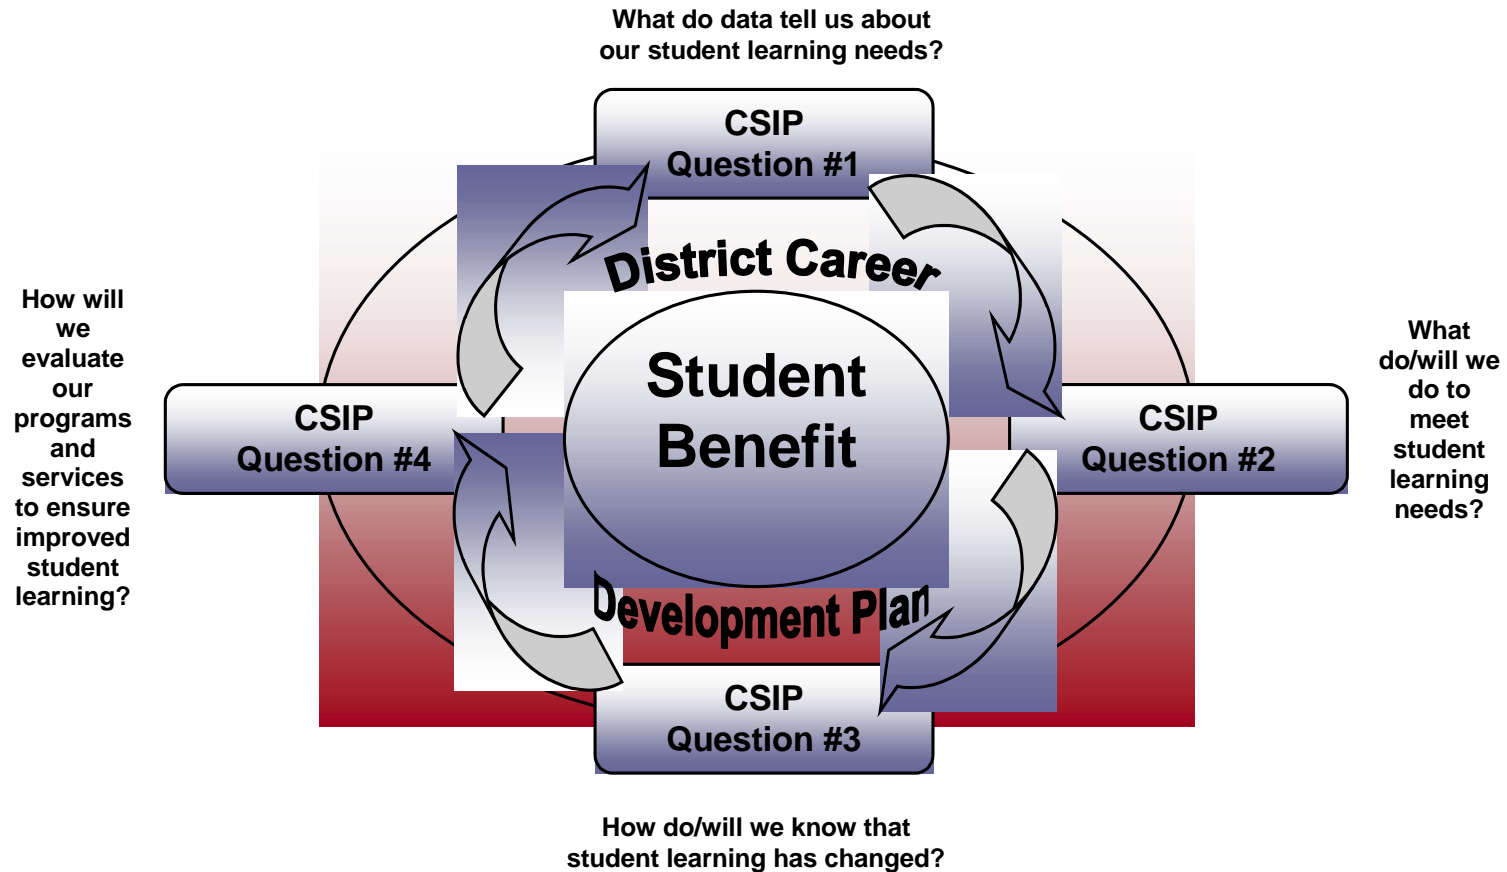 What do data tell us about
our student learning needs?
CSIP
Question #1
District Career
How will
we
evaluate
our
programs
and
services
to ensure
improved
student
learning?
CSIP
Question #4
Student
Benefit
CSIP
Question #2
What
do/will we
do to
meet
student
learning
needs?
Development Plan
CSIP
Question #3
How do/will we know that
student learning has changed?